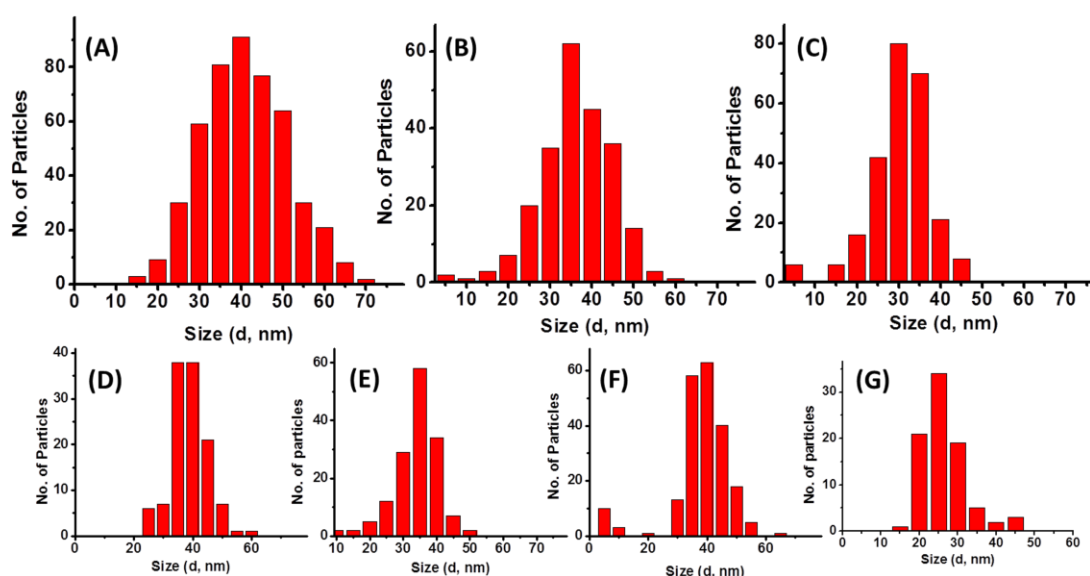 (A)
No. of Particles
80
60
40
20
0
0 10 20 30 40 50 60 70
Size (d, nm)
(B)
No. of Particles
60
40
20
0
10 20 30 40 50 60 70
Size (d, nm)
(C)
No. of Particles
80
60
40
20
0
10 20 30 40 50 60 70
Size (d, nm)
(D)
No. of Particles
40
30
20
10
0
0 20 40 60 80
Size (d, nm)
(E)
No. of particles
60
40
20
0
10 20 30 40 50 60 70
Size (d, nm)
(F)
No. of Particles
60
40
20
0
0 20 40 60
Size (d, nm)
(G)
No. of particles
30
20
10
0
0 10 20 30 40 50 60
Size (d, nm)